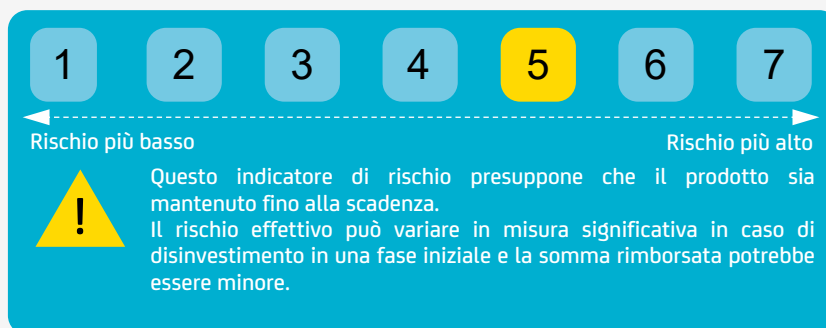 1 2 3 4 5 6 7
Rischio più basso Rischio più alto
! Questo indicatore di rischio presuppone che il prodotto sia
mantenuto fino alla scadenza.
Il rischio effettivo può variare in misura significativa in caso di
disinvestimento in una fase iniziale e la somma rimborsata potrebbe
essere minore.